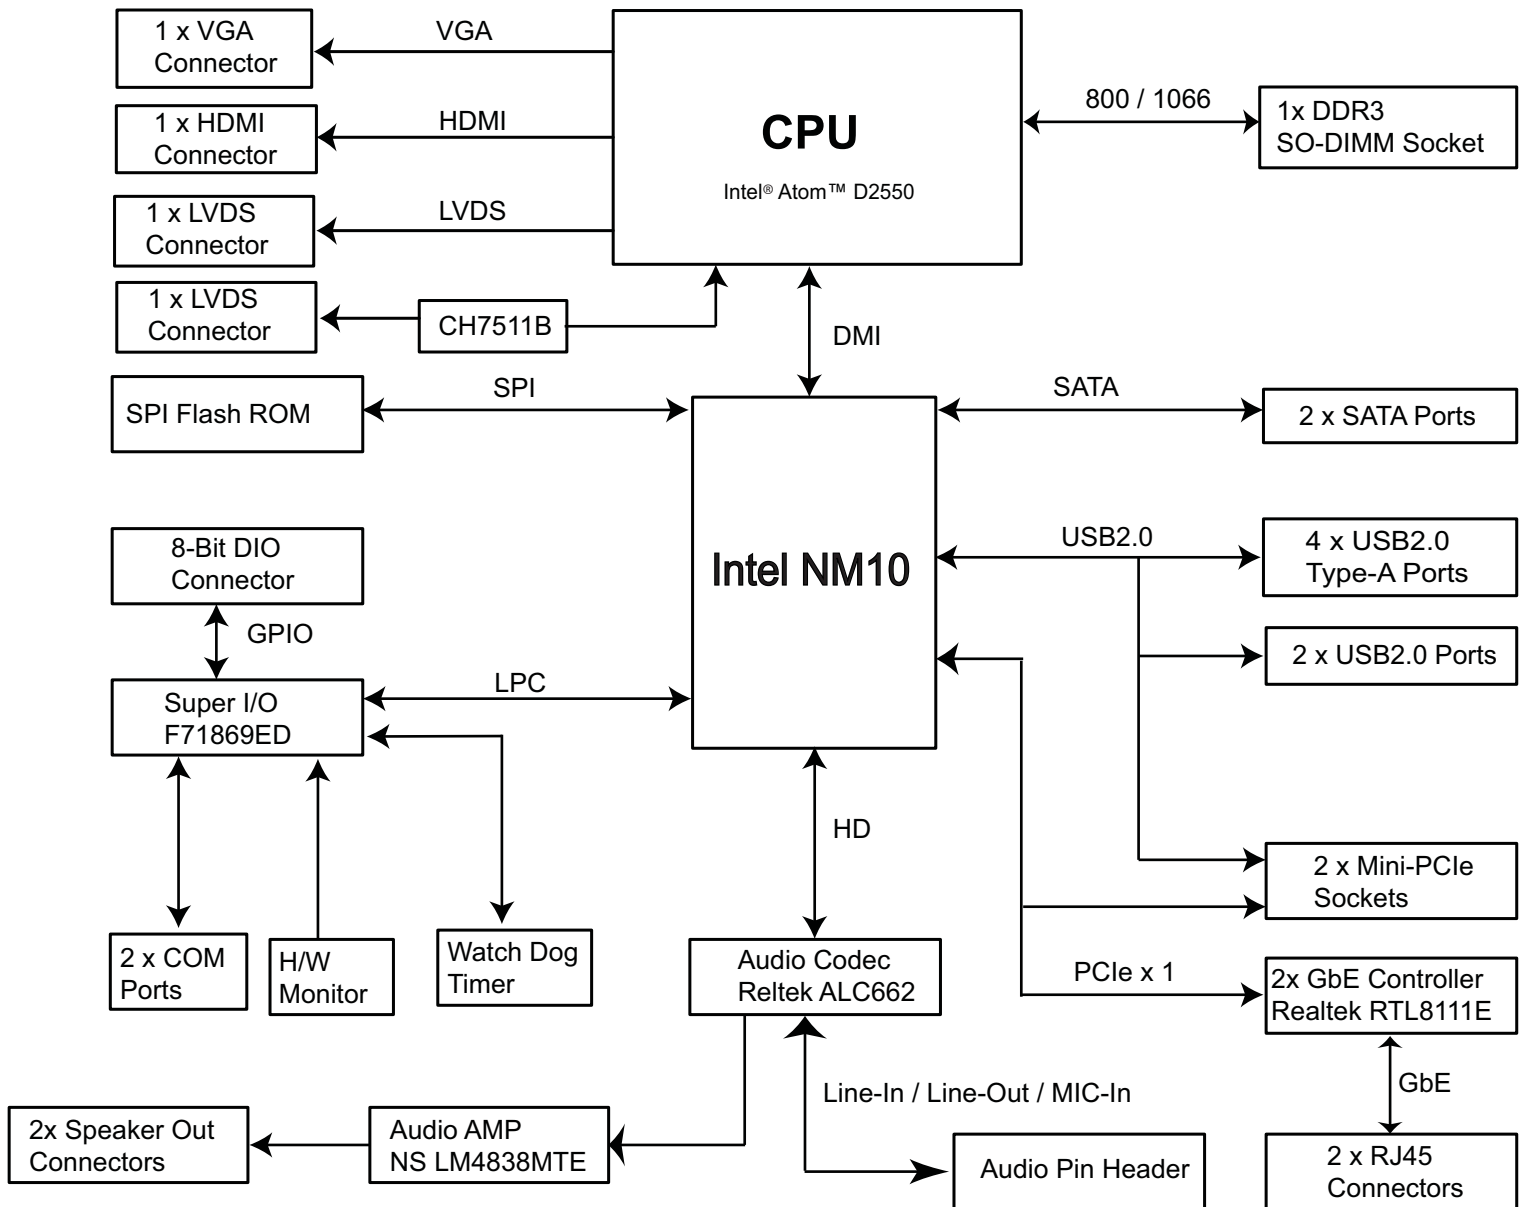 1 x VGA
Connector
VGA
1 x HDMI
Connector
HDMI
1 x LVDS
Connector
LVDS
1 x LVDS
Connector
CH7511B
CPU
Intel® Atom™ D2550
800 / 1066
1x DDR3
SO-DIMM Socket
DMI
SPI Flash ROM
SPI
SATA
2 x SATA Ports
8-Bit DIO
Connector
GPIO
Intel NM10
USB2.0
4 x USB2.0
Type-A Ports
2 x USB2.0 Ports
Super I/O
F71869ED
LPC
HD
2 x Mini-PCIe
Sockets
2 x COM
Ports
H/W
Monitor
Watch Dog
Timer
Audio Codec
Reltek ALC662
PCIe x 1
2x GbE Controller
Realtek RTL8111E
GbE
Line-In / Line-Out / MIC-In
2x Speaker Out
Connectors
Audio AMP
NS LM4838MTE
Audio Pin Header
2 x RJ45
Connectors